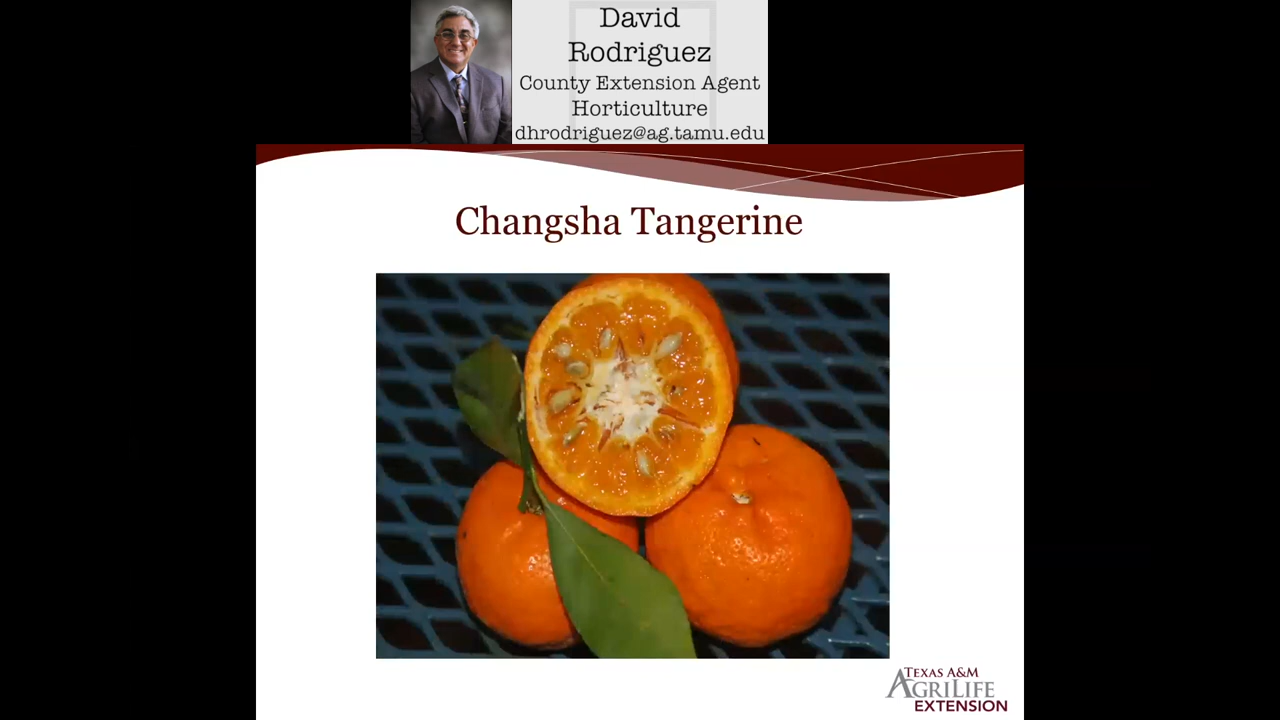 David
Rodriguez
County Extension Agent
Horticulture
dhrodriguez@ag.tamu.edu
Changsha Tangerine
TEXAS A&M
AGRILIFE
EXTENSION